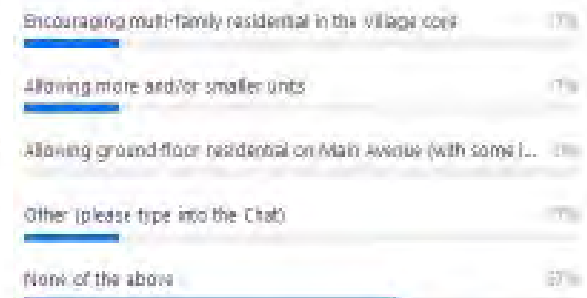 Encouraging multi-family residential in the village core
Allowing more and/or smaller units
Allowing ground floor residential on Main Avenue (with some l...
Other (please type into the Chat)
None of the above